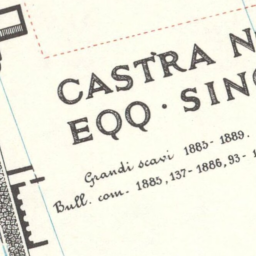 CASTRA N
EQQ · SING
Grandi scavi 1885-1889.
Bull. com. 1885, 137-1886, 93-